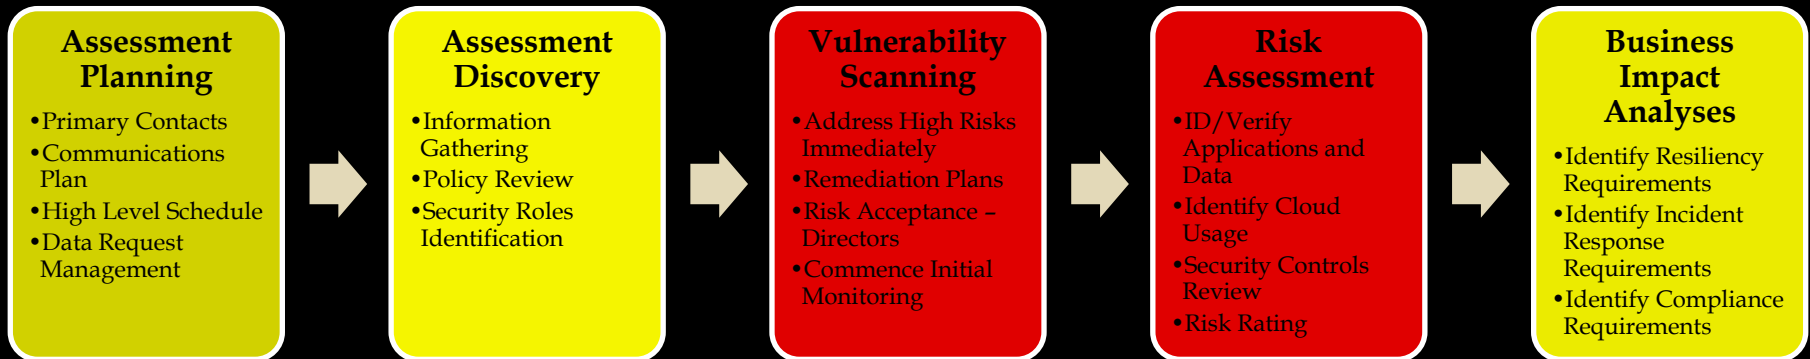 Assessment
Planning
•Primary Contacts
•Communications
Plan
•High Level Schedule
•Data Request
Management
Assessment
Discovery
•Information
Gathering
•Policy Review
•Security Roles
Identification
Vulnerability
Scanning
•Address High Risks
Immediately
•Remediation Plans
•Risk Acceptance –
Directors
•Commence Initial
Monitoring
Risk
Assessment
•ID/Verify
Applications and
Data
•Identify Cloud
Usage
•Security Controls
Review
•Risk Rating
Business
Impact
Analyses
•Identify Resiliency
Requirements
•Identify Incident
Response
Requirements
•Identify Compliance
Requirements